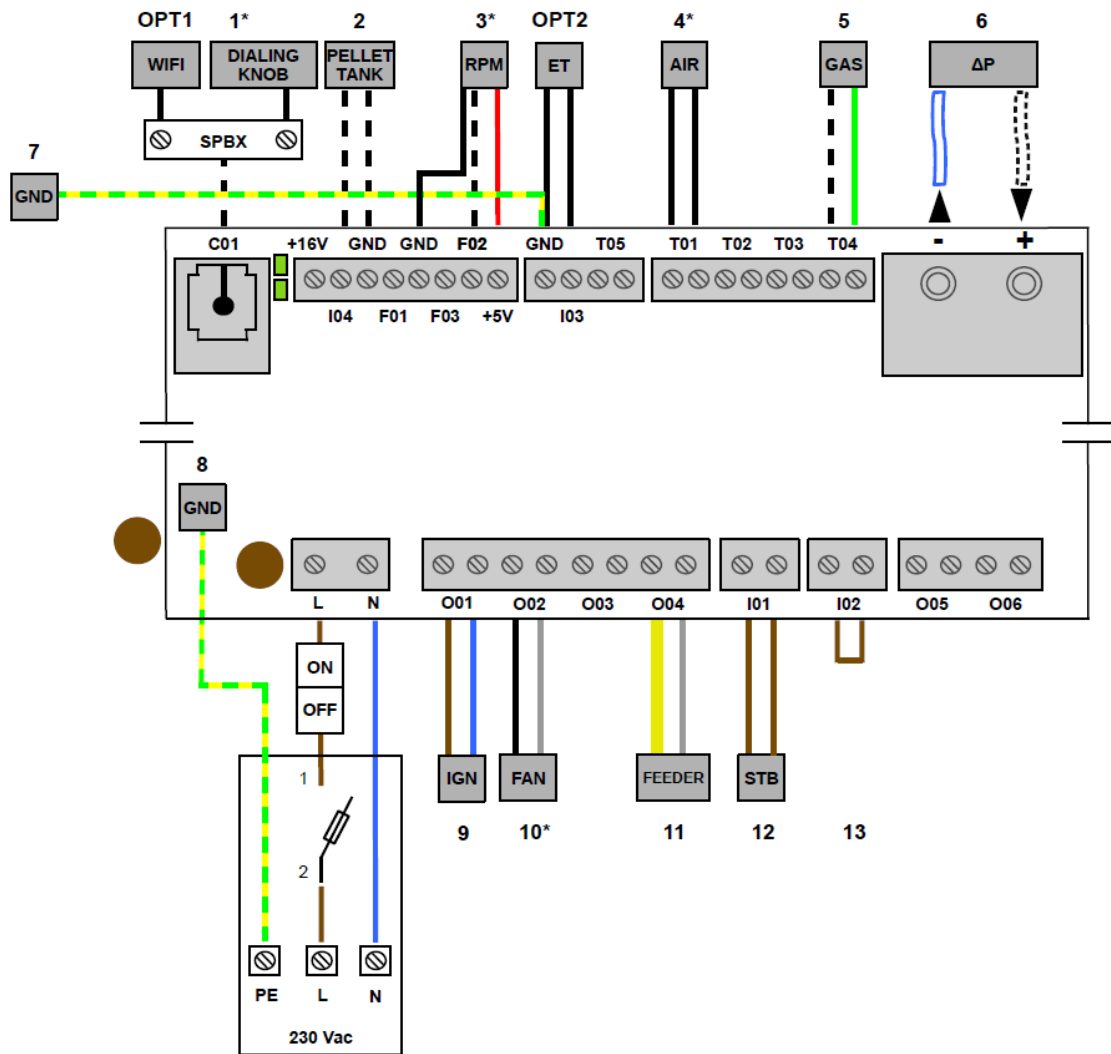 OPT1 1* 2 3* OPT2 4* 5 6
WIFI DIALING KNOB PELLET TANK RPM ET AIR GAS ΔP
SPBX
7
GND
C01 +16V GND GND F02 GND T05 T01 T02 T03 T04 - +
I04 F01 F03 +5V I03
8
GND
L N O01 O02 O03 O04 I01 I02 O05 O06
ON
OFF
IGN FAN FEEDER STB
1
9 10* 11 12 13
2
PE L N
230 Vac